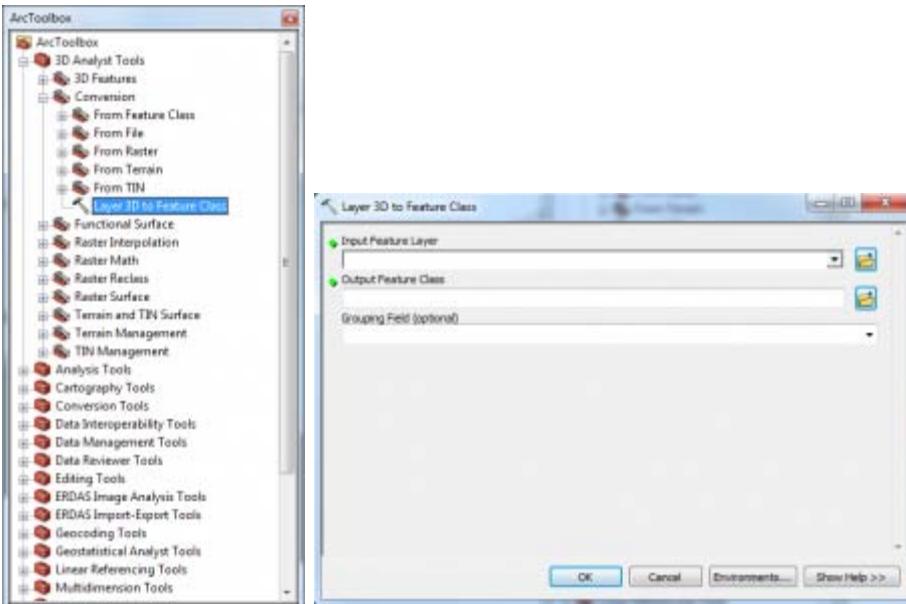 ArcToolbox
ArcToolbox
3D Analyst Tools
3D Features
Conversion
From Feature Class
From File
From Raster
From Terrain
From TIN
Layer 3D to Feature Class
Functional Surface
Raster Interpolation
Raster Math
Raster Reclass
Raster Surface
Terrain and TIN Surface
Terrain Management
TIN Management
Analysis Tools
Cartography Tools
Conversion Tools
Data Interoperability Tools
Data Management Tools
Data Reviewer Tools
Editing Tools
ERDAS Image Analysis Tools
ERDAS Import-Export Tools
Geocoding Tools
Geostatistical Analyst Tools
Linear Referencing Tools
Multidimension Tools
Layer 3D to Feature Class
Input Feature Layer
Output Feature Class
Grouping Field (optional)
OK
Cancel
Environments...
Show Help >>